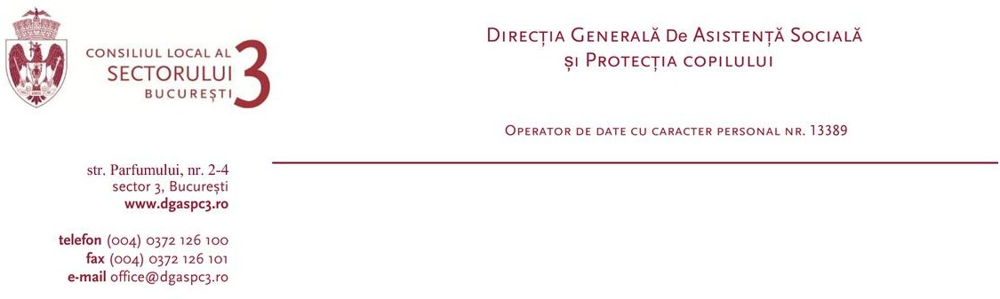 CONSILIUL LOCAL AL
SECTORULUI 3
BUCUREȘTI
DIRECȚIA GENERALĂ DE ASISTENȚĂ SOCIALĂ
ȘI PROTECȚIA COPILULUI
OPERATOR DE DATE CU CARACTER PERSONAL NR. 13389
str. Parfumului, nr. 2-4
sector 3, București
www.dgaspc3.ro
telefon (004) 0372 126 100
fax (004) 0372 126 101
e-mail office@dgaspc3.ro